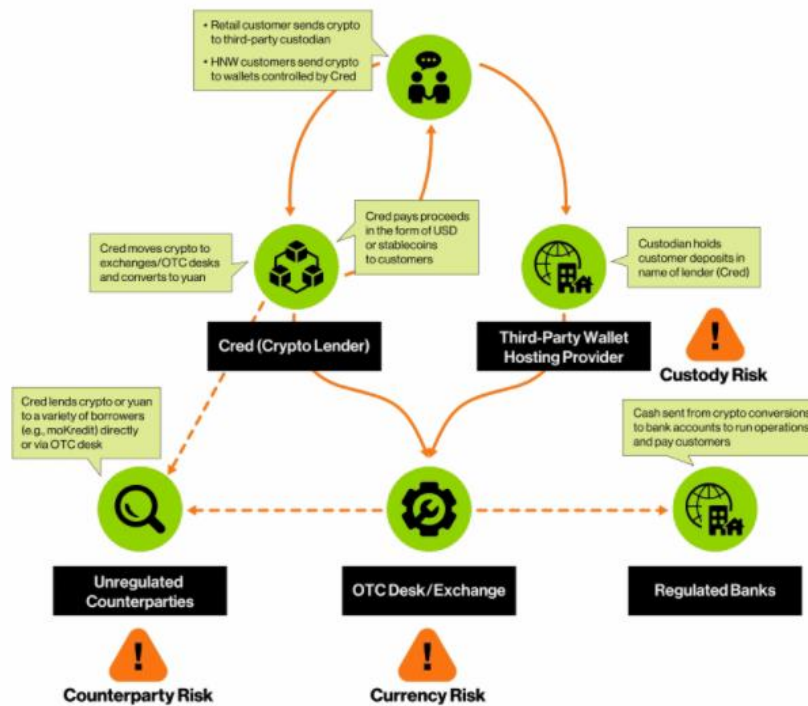 • Retail customer sends crypto
to third-party custodian
• HNW customers send crypto
to wallets controlled by Cred
Cred pays proceeds
in the form of USD
or stablecoins
to customers
Cred moves crypto to
exchanges/OTC desks
and converts to yuan
Custodian holds
customer deposits in
name of lender (Cred)
Cred (Crypto Lender)
Third-Party Wallet
Hosting Provider
!
Custody Risk
Cred lends crypto or yuan
to a variety of borrowers
(e.g., moKredit) directly
or via OTC desk
Cash sent from crypto conversions
to bank accounts to run operations
and pay customers
Unregulated
Counterparties
OTC Desk/Exchange
Regulated Banks
!
Counterparty Risk
!
Currency Risk